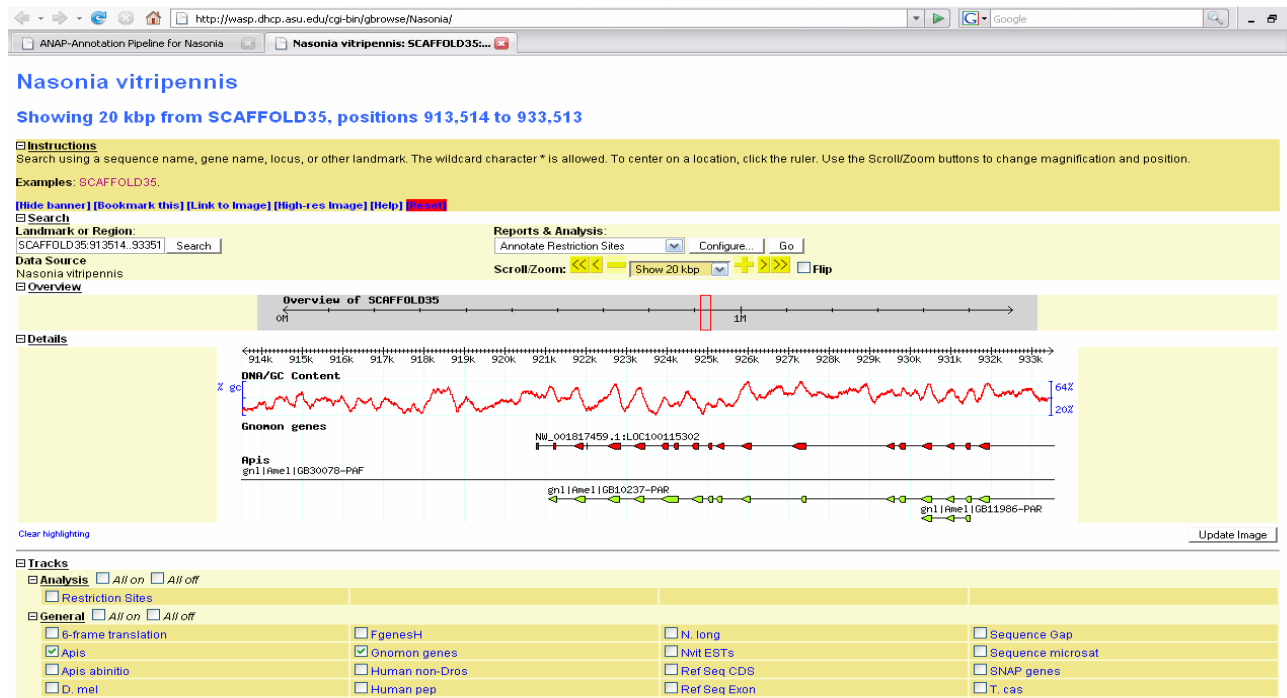 http://wasp.dhcp.asu.edu/cgi-bin/gbrowse/Nasonia/
G Google
ANAP-Annotation Pipeline for Nasonia
Nasonia vitripennis: SCAFFOLD35:...
Nasonia vitripennis
Showing 20 kbp from SCAFFOLD35, positions 913,514 to 933,513
Instructions
Search using a sequence name, gene name, locus, or other landmark. The wildcard character * is allowed. To center on a location, click the ruler. Use the Scroll/Zoom buttons to change magnification and position.
Examples: SCAFFOLD35.
[Hide banner] [Bookmark this] [Link to Image] [High-res Image] [Help] [Reset]
Search
Landmark or Region:
SCAFFOLD35:913514..93351 Search
Reports & Analysis:
Annotate Restriction Sites Configure... Go
Data Source
Nasonia vitripennis
Scroll/Zoom: << < Show 20 kbp > >> Flip
Overview
Overview of SCAFFOLD35
0M 1M
Details
914k 915k 916k 917k 918k 919k 920k 921k 922k 923k 924k 925k 926k 927k 928k 929k 930k 931k 932k 933k
DNA/GC Content
% gc 64%
20%
Gnomon genes
NW_001817459.1:LOC100115302
Apis
gnl|Amel|GB30078-PAF
gnl|Amel|GB10237-PAR
gnl|Amel|GB11986-PAR
Clear highlighting
Update Image
Tracks
Analysis All on All off
Restriction Sites
General All on All off
6-frame translation FgenesH N. long Sequence Gap
Apis Gnomon genes Nvit ESTs Sequence microsat
Apis abinitio Human non-Dros Ref Seq CDS SNAP genes
D. mel Human pep Ref Seq Exon T. cas